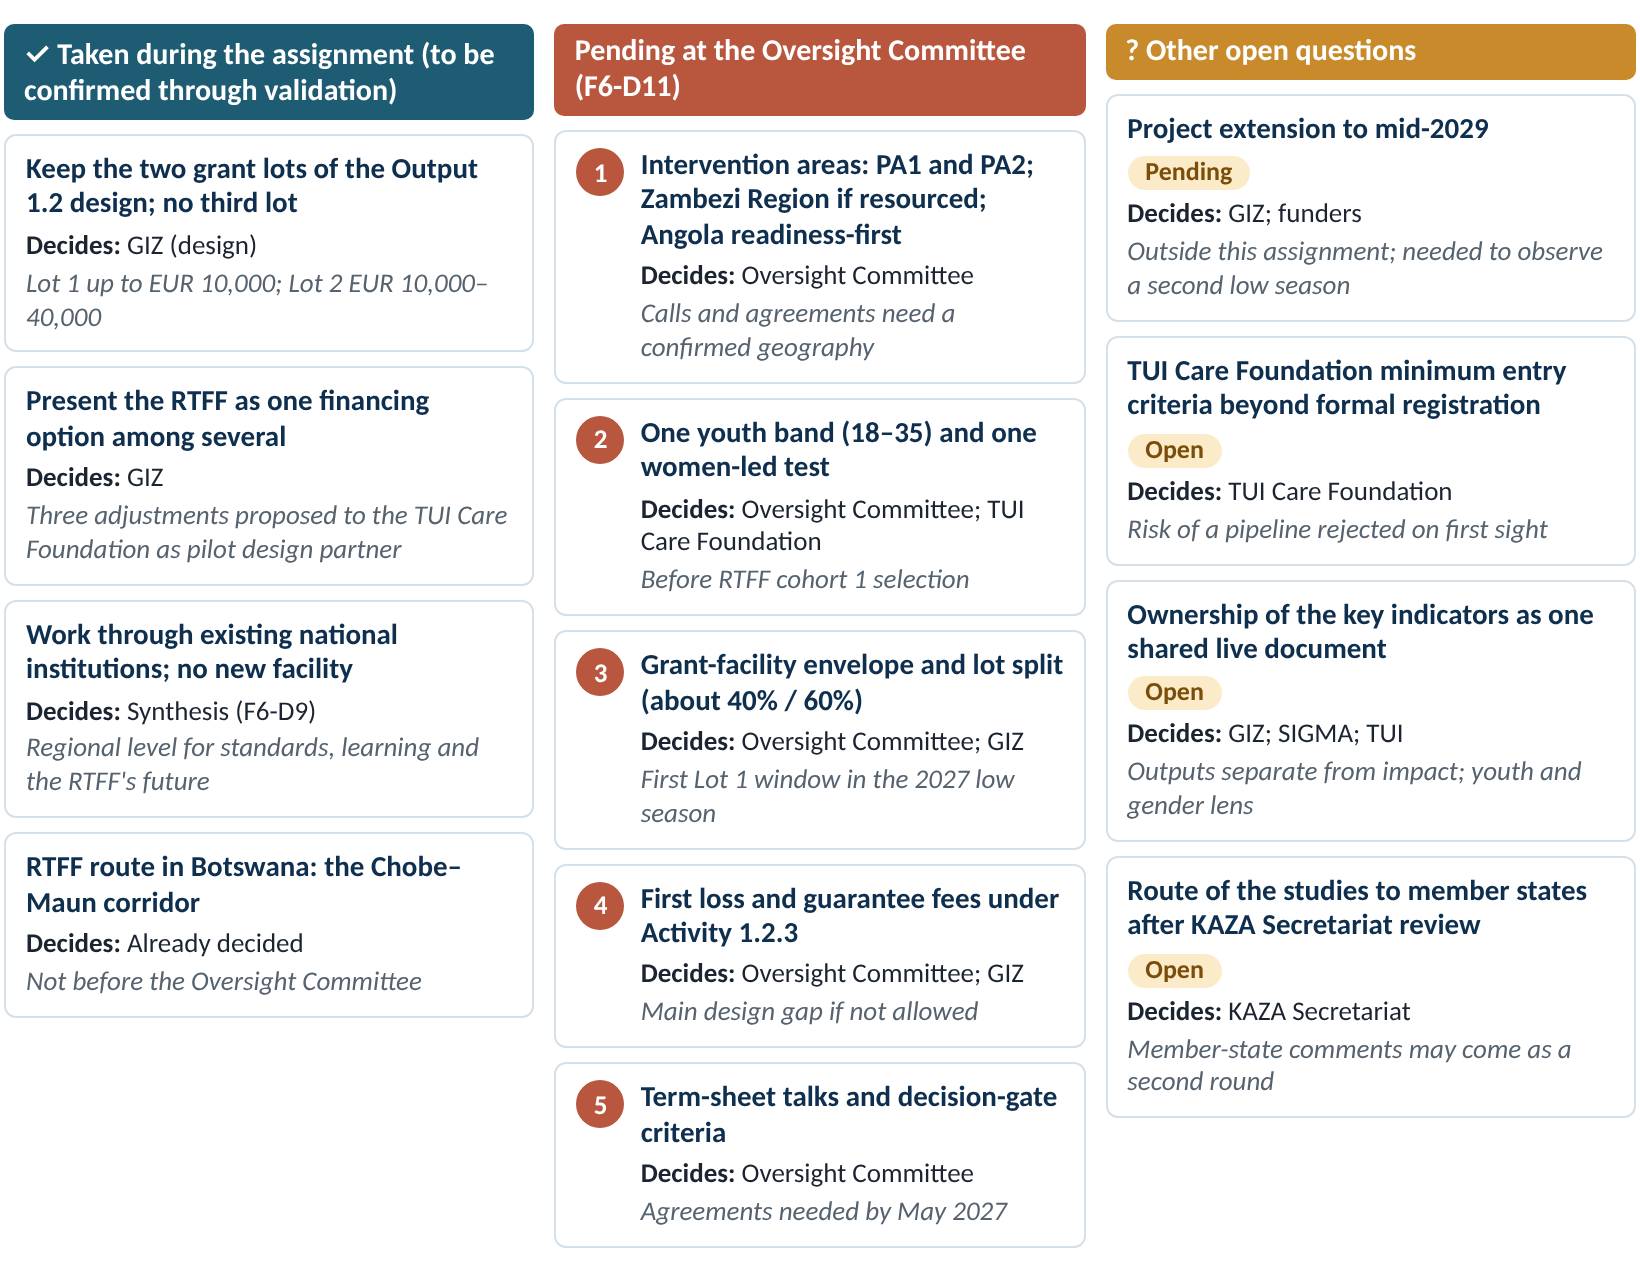 ✓ Taken during the assignment (to be
confirmed through validation)
Keep the two grant lots of the Output
1.2 design; no third lot
Decides: GIZ (design)
Lot 1 up to EUR 10,000; Lot 2 EUR 10,000–
40,000
Present the RTFF as one financing
option among several
Decides: GIZ
Three adjustments proposed to the TUI Care
Foundation as pilot design partner
Work through existing national
institutions; no new facility
Decides: Synthesis (F6-D9)
Regional level for standards, learning and
the RTFF's future
RTFF route in Botswana: the Chobe–
Maun corridor
Decides: Already decided
Not before the Oversight Committee
Pending at the Oversight Committee
(F6-D11)
1
Intervention areas: PA1 and PA2;
Zambezi Region if resourced;
Angola readiness-first
Decides: Oversight Committee
Calls and agreements need a
confirmed geography
2
One youth band (18–35) and one
women-led test
Decides: Oversight Committee; TUI
Care Foundation
Before RTFF cohort 1 selection
3
Grant-facility envelope and lot split
(about 40% / 60%)
Decides: Oversight Committee; GIZ
First Lot 1 window in the 2027 low
season
4
First loss and guarantee fees under
Activity 1.2.3
Decides: Oversight Committee; GIZ
Main design gap if not allowed
5
Term-sheet talks and decision-gate
criteria
Decides: Oversight Committee
Agreements needed by May 2027
? Other open questions
Project extension to mid-2029
Pending
Decides: GIZ; funders
Outside this assignment; needed to observe
a second low season
TUI Care Foundation minimum entry
criteria beyond formal registration
Open
Decides: TUI Care Foundation
Risk of a pipeline rejected on first sight
Ownership of the key indicators as one
shared live document
Open
Decides: GIZ; SIGMA; TUI
Outputs separate from impact; youth and
gender lens
Route of the studies to member states
after KAZA Secretariat review
Open
Decides: KAZA Secretariat
Member-state comments may come as a
second round